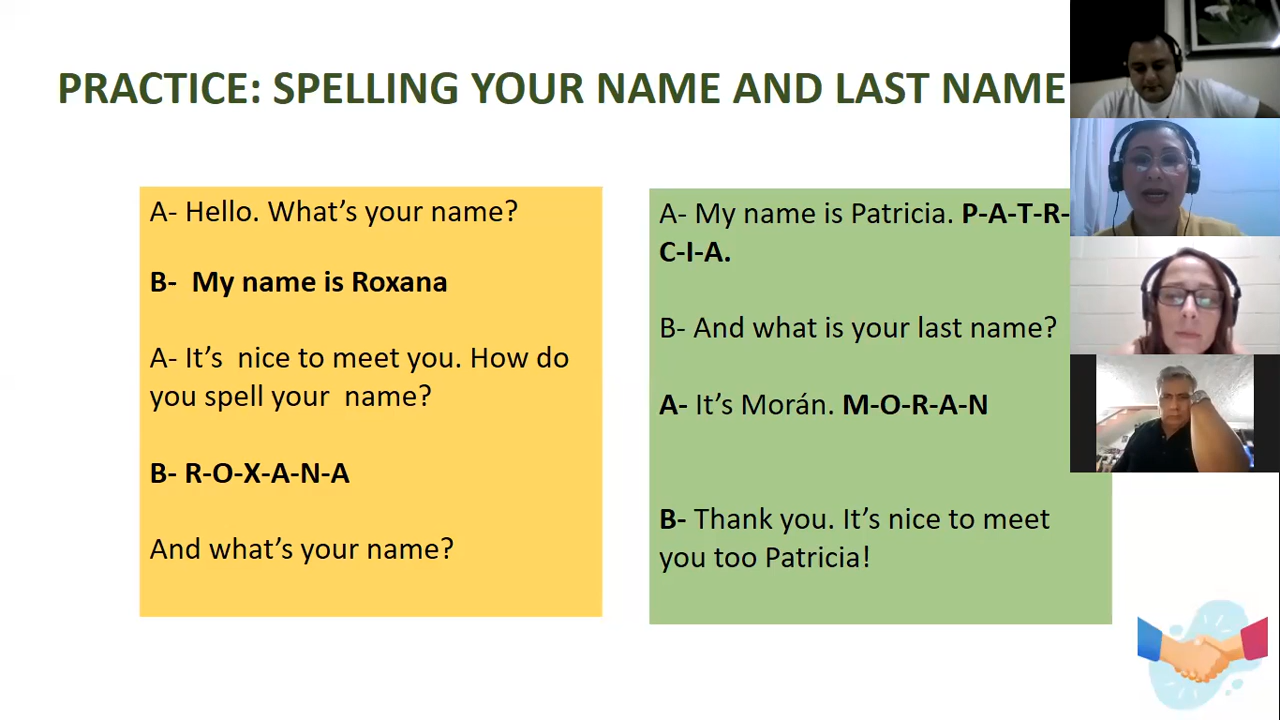 PRACTICE: SPELLING YOUR NAME AND LAST NAME
A- Hello. What’s your name?
B- My name is Roxana
A- It’s nice to meet you. How do
you spell your name?
B- R-O-X-A-N-A
And what’s your name?
A- My name is Patricia. P-A-T-R-
C-I-A.
B- And what is your last name?
A- It’s Morán. M-O-R-A-N
B- Thank you. It’s nice to meet
you too Patricia!